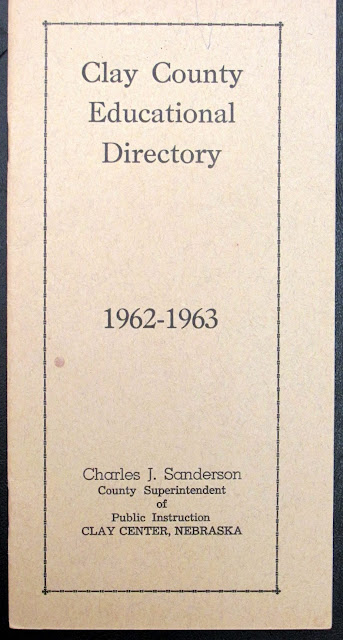 Clay County
Educational
Directory
1962-1963
Charles J. Sanderson
County Superintendent
of
Public Instruction
CLAY CENTER, NEBRASKA